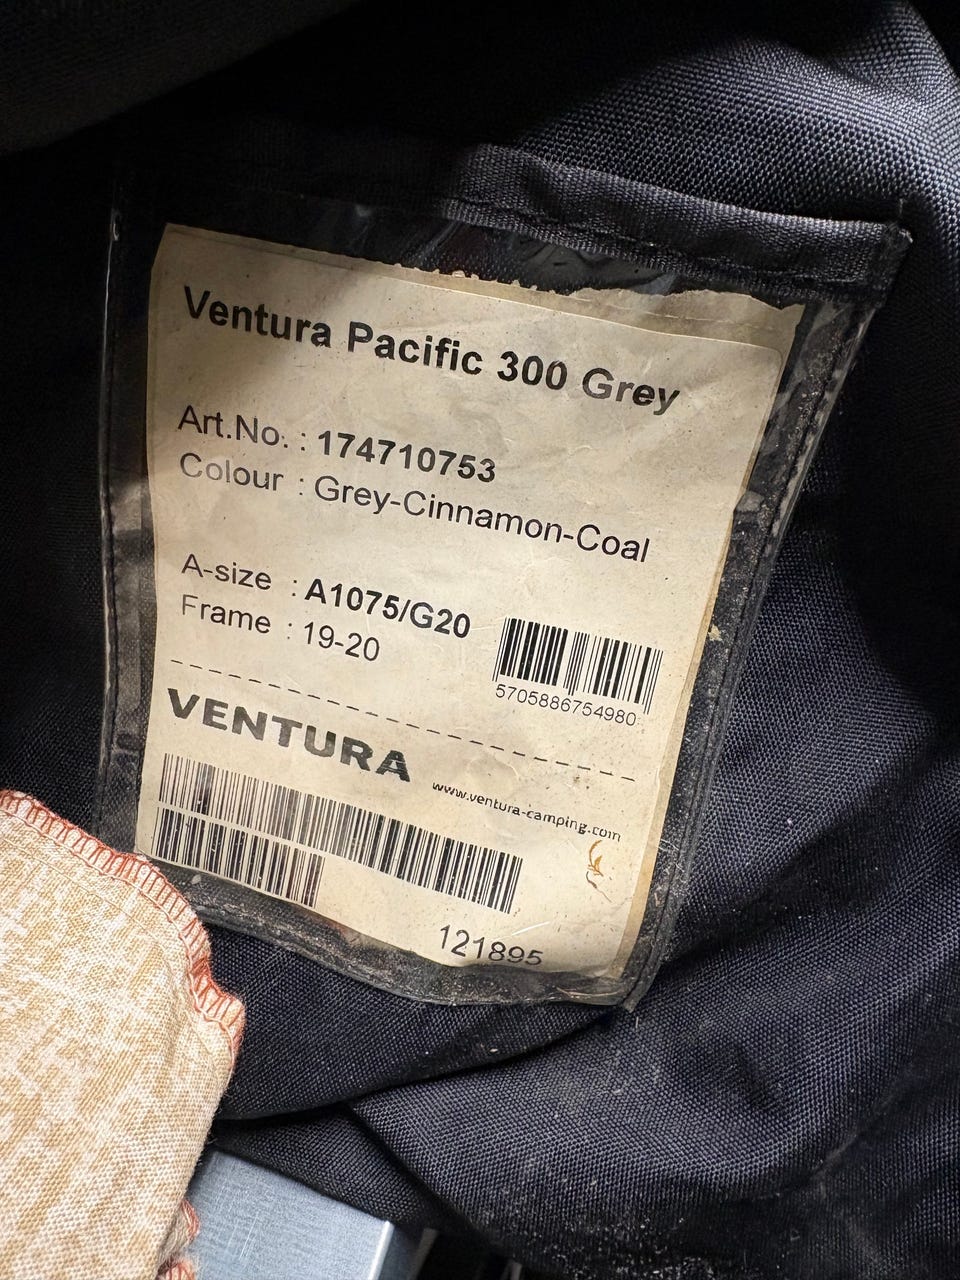 Ventura Pacific 300 Grey
Art.No. : 174710753
Colour : Grey-Cinnamon-Coal
A-size : A1075/G20
Frame : 19-20
5705886754980
VENTURA
www.ventura-camping.com
121895